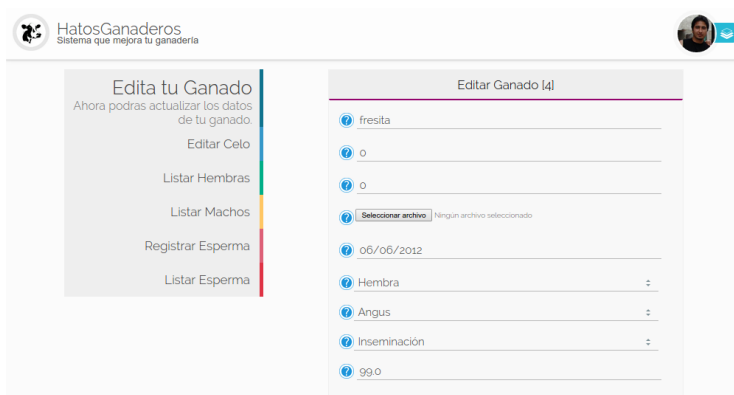 HatosGanaderos
Sistema que mejora tu ganadería
Edita tu Ganado
Ahora podras actualizar los datos
de tu ganado.
Editar Celo
Listar Hembras
Listar Machos
Registrar Esperma
Listar Esperma
Editar Ganado [4]
? fresita
? 0
? 0
? Seleccionar archivo Ningún archivo seleccionado
? 06/06/2012
? Hembra
? Angus
? Inseminación
? 99.0